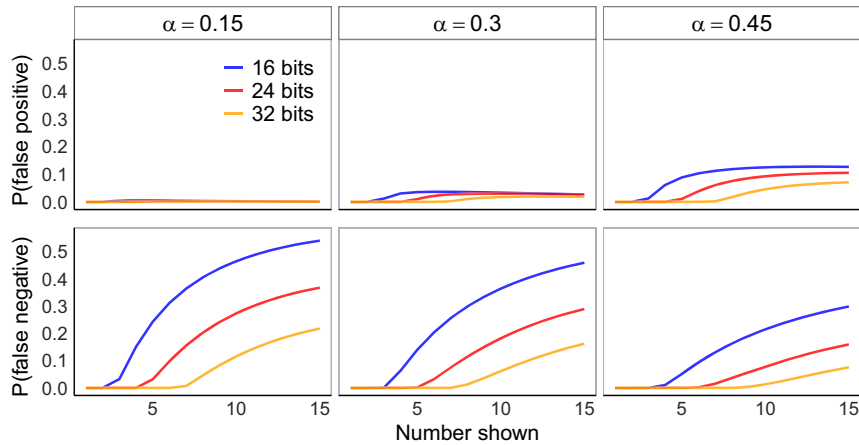 α = 0.15 α = 0.3 α = 0.45
P(false positive)
0.5
0.4
0.3
0.2
0.1
0.0
16 bits
24 bits
32 bits
P(false negative)
0.5
0.4
0.3
0.2
0.1
0.0
5 10 15 5 10 15 5 10 15
Number shown